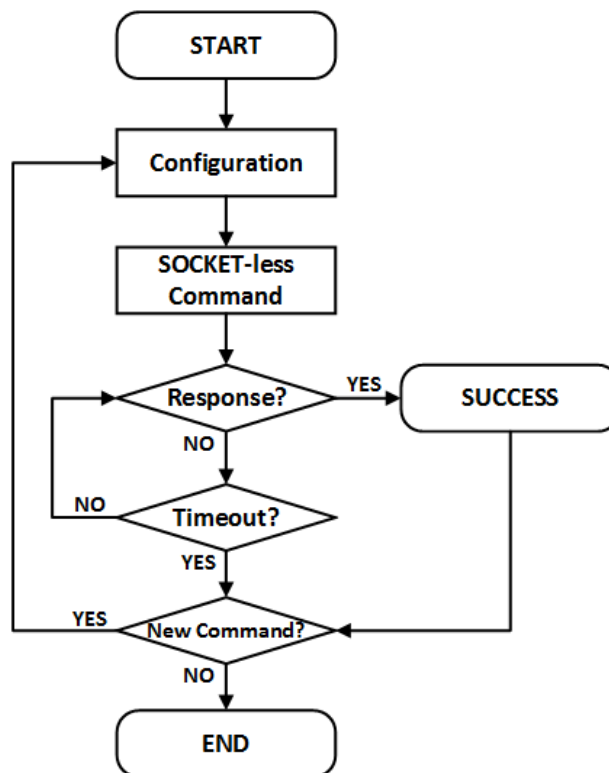 START
Configuration
SOCKET-less
Command
Response?
YES
SUCCESS
NO
NO
Timeout?
YES
YES
New Command?
NO
END